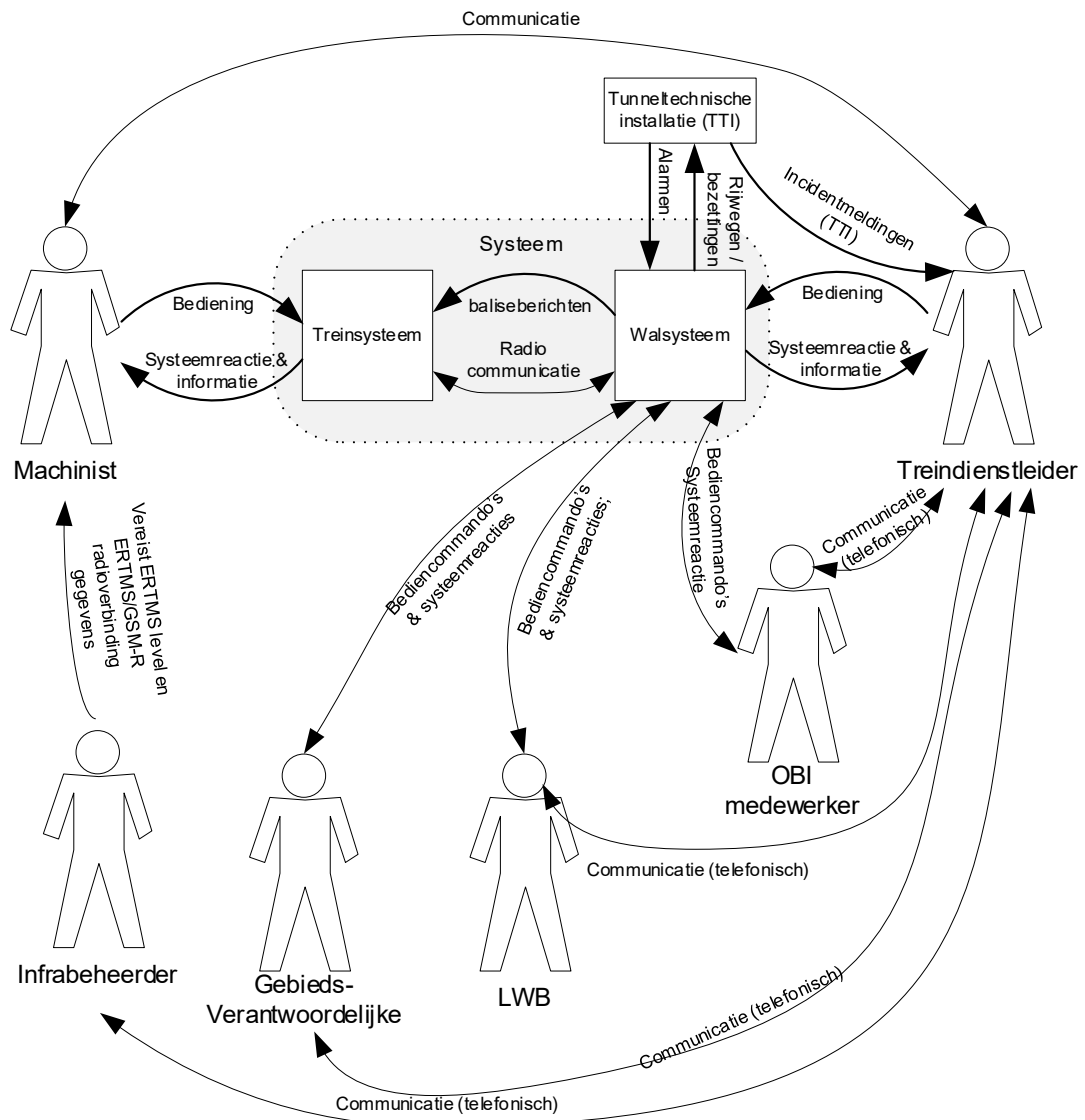 Communicatie
Tunneltechnische
installatie (TTI)
Alarmen
Rijwegen /
bezettingen
Incidentmeldingen
(TTI)
Systeem
Bediening
Treinsysteem
baliseberichten
Walsysteem
Bediening
Systeemreactie &
informatie
Radio
communicatie
Systeemreactie &
informatie
Machinist
Treindienstleider
Vereist ERTMS level en
ERTMS/GSM-R
radioverbinding
gegevens
Bediencommando's
& systeemreacties
Bediencommando's
& systeemreacties;
Bediencommando's
Systeemreactie
Communicatie
(telefonisch)
OBI
medewerker
Communicatie (telefonisch)
Infrabeheerder
Gebieds-
Verantwoordelijke
LWB
Communicatie (telefonisch)
Communicatie (telefonisch)